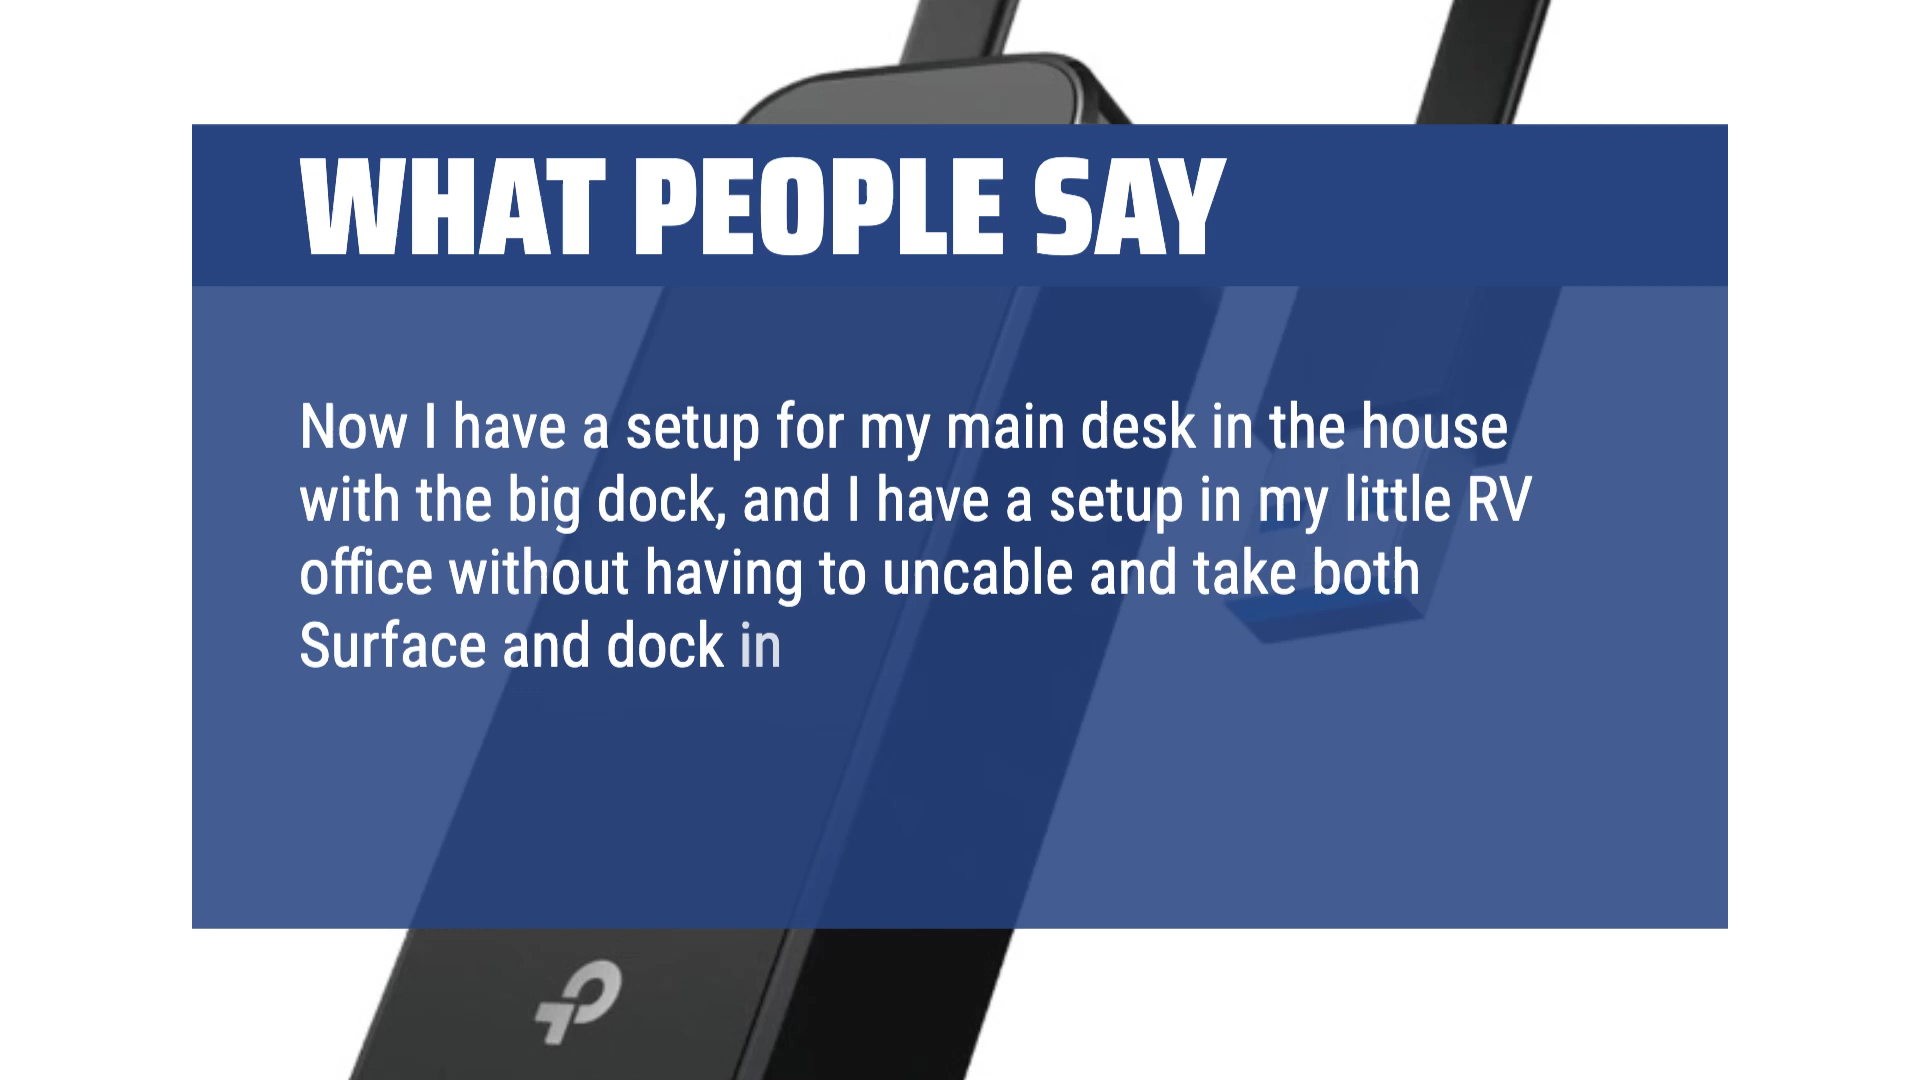 WHAT PEOPLE SAY
Now I have a setup for my main desk in the house
with the big dock, and I have a setup in my little RV
office without having to uncable and take both
Surface and dock in